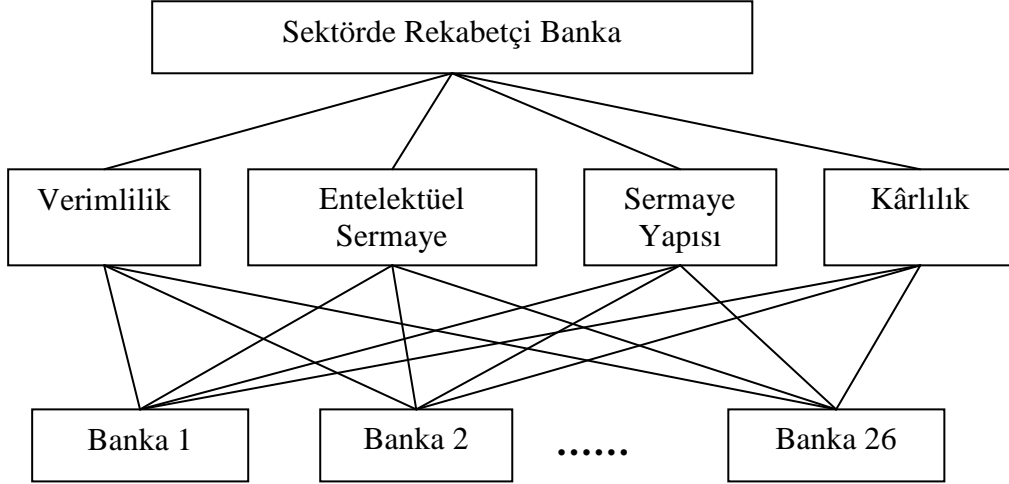 Sektörde Rekabetçi Banka
Verimlilik
Entelektüel
Sermaye
Sermaye
Yapısı
Kârlılık
Banka 1
Banka 2
......
Banka 26